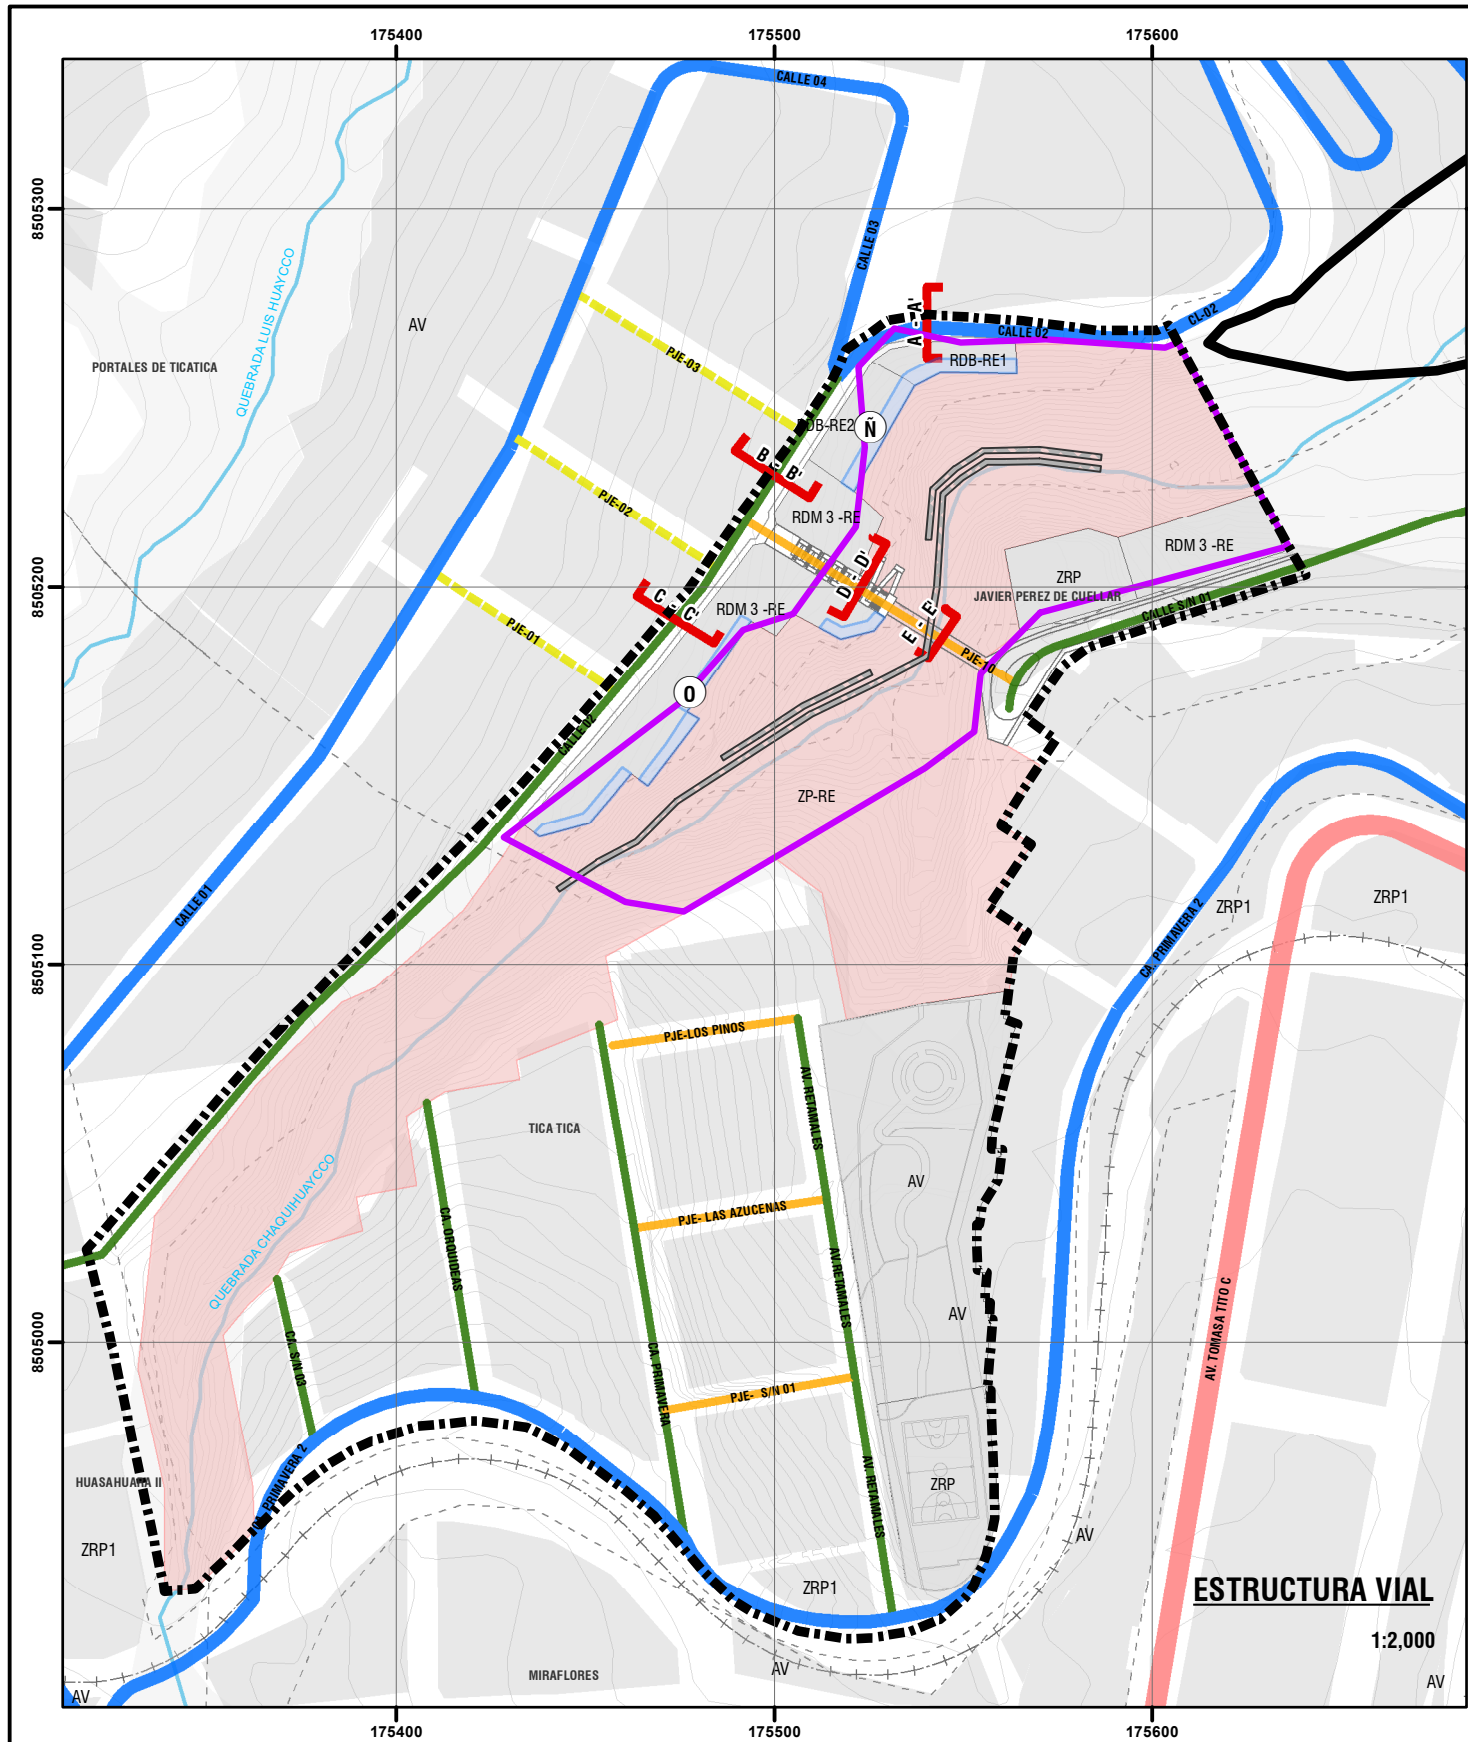 175400
175500
175600
CALLE 04
8505300
CALLE 03
QUEBRADA LUIS HUAYCCO
A - A'
CL-02
CALLE 02
AV
PJE-03
RDB-RE1
PORTALES DE TICATICA
RDB-RE2
Ñ
B - B'
PJE-02
RDM 3 -RE
RDM 3 -RE
D - D'
8505200
ZRP
JAVIER PEREZ DE CUELLAR
C - C'
RDM 3 -RE
CALLE S/N 01
E - E'
PJE-01
PJE-10
O
CALLE 02
ZP-RE
CALLE 01
ZRP1
ZRP1
CA. PRIMAVERA 2
8505100
PJE-LOS PINOS
AV. RETAMALES
TICA TICA
QUEBRADA CHAQUIHUAYCCO
AV
CA. ORQUIDEAS
PJE- LAS AZUCENAS
AV.RETAMALES
AV
AV. TOMASA TITO C
8505000
CA. S/N 03
CA. PRIMAVERA
PJE- S/N 01
HUASAHUARA II
PRIMAVERA 2
AV. RETAMALES
ZRP
AV
ZRP1
ZRP1
ESTRUCTURA VIAL
1:2,000
MIRAFLORES
AV
AV
AV
175400
175500
175600